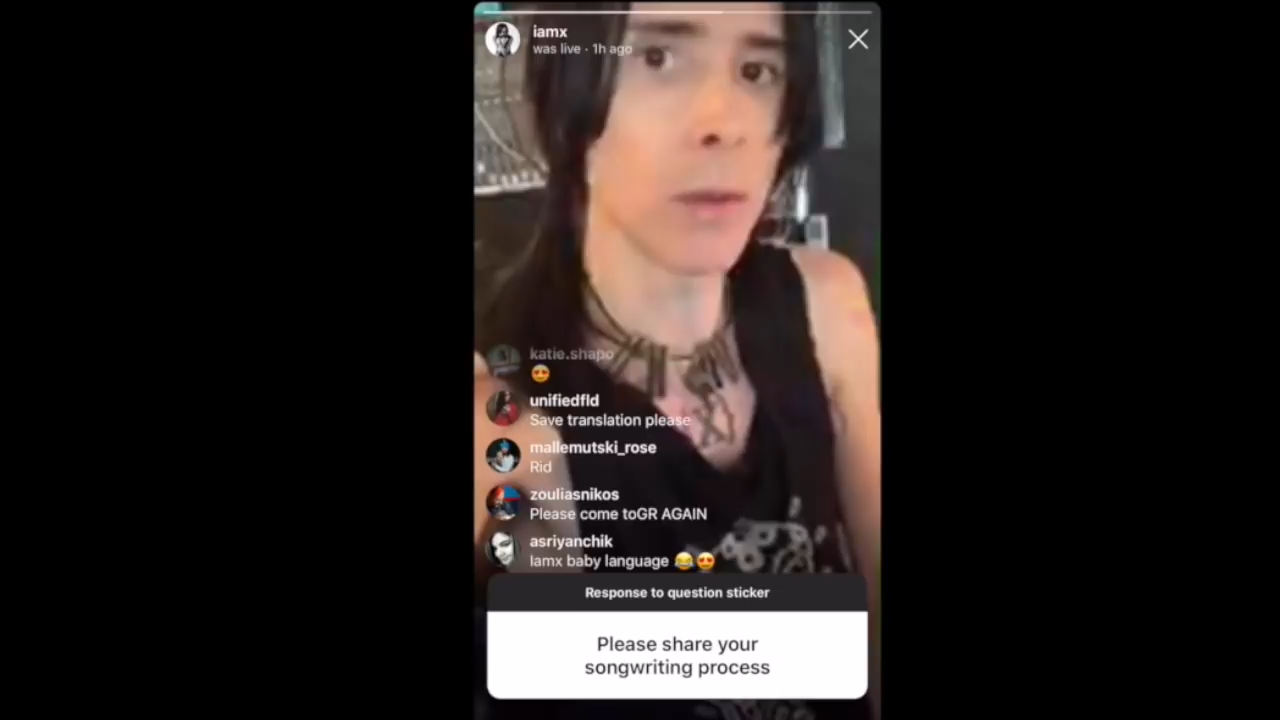 iamx
was live · 1h ago
katie.shapo
😍
unifiedfld
Save translation please
mallemutski_rose
Rid
zouliasnikos
Please come toGR AGAIN
asriyanchik
Iamx baby language 😂😍
Response to question sticker
Please share your
songwriting process